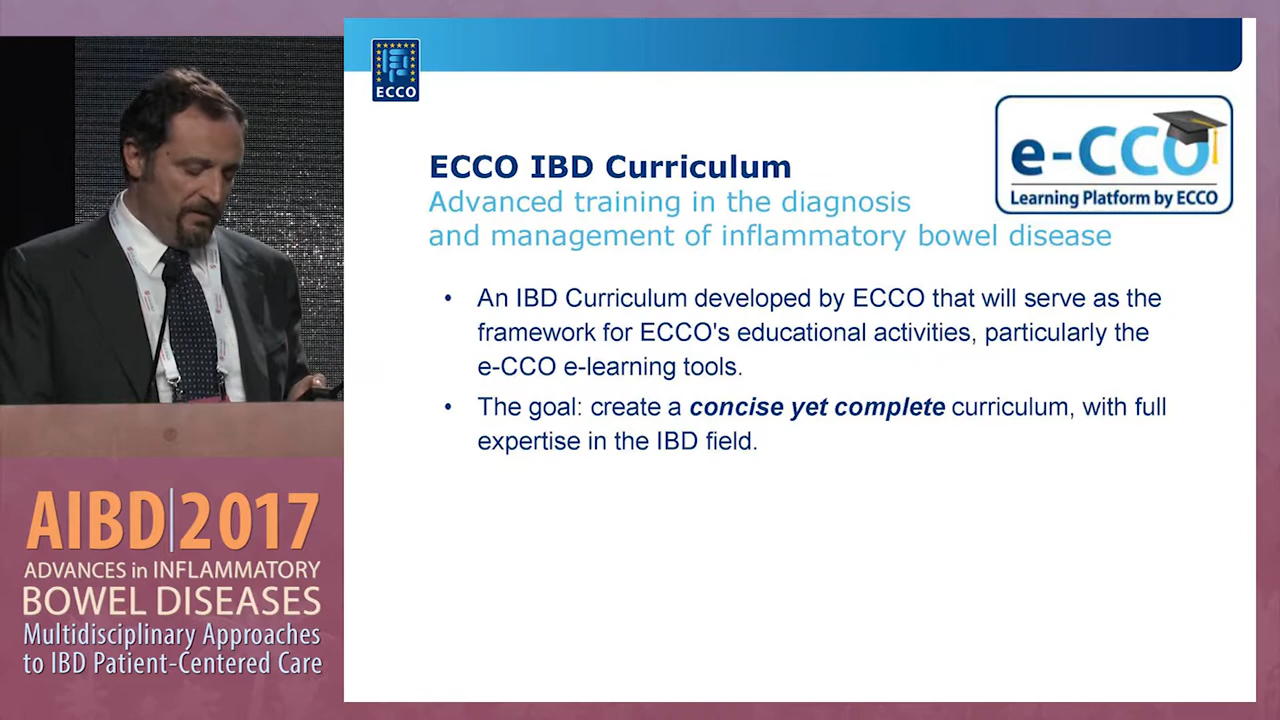 ECCO
e-CCO
Learning Platform by ECCO
ECCO IBD Curriculum
Advanced training in the diagnosis
and management of inflammatory bowel disease
• An IBD Curriculum developed by ECCO that will serve as the
framework for ECCO's educational activities, particularly the
e-CCO e-learning tools.
• The goal: create a concise yet complete curriculum, with full
expertise in the IBD field.
AIBD|2017
ADVANCES in INFLAMMATORY
BOWEL DISEASES
Multidisciplinary Approaches
to IBD Patient-Centered Care